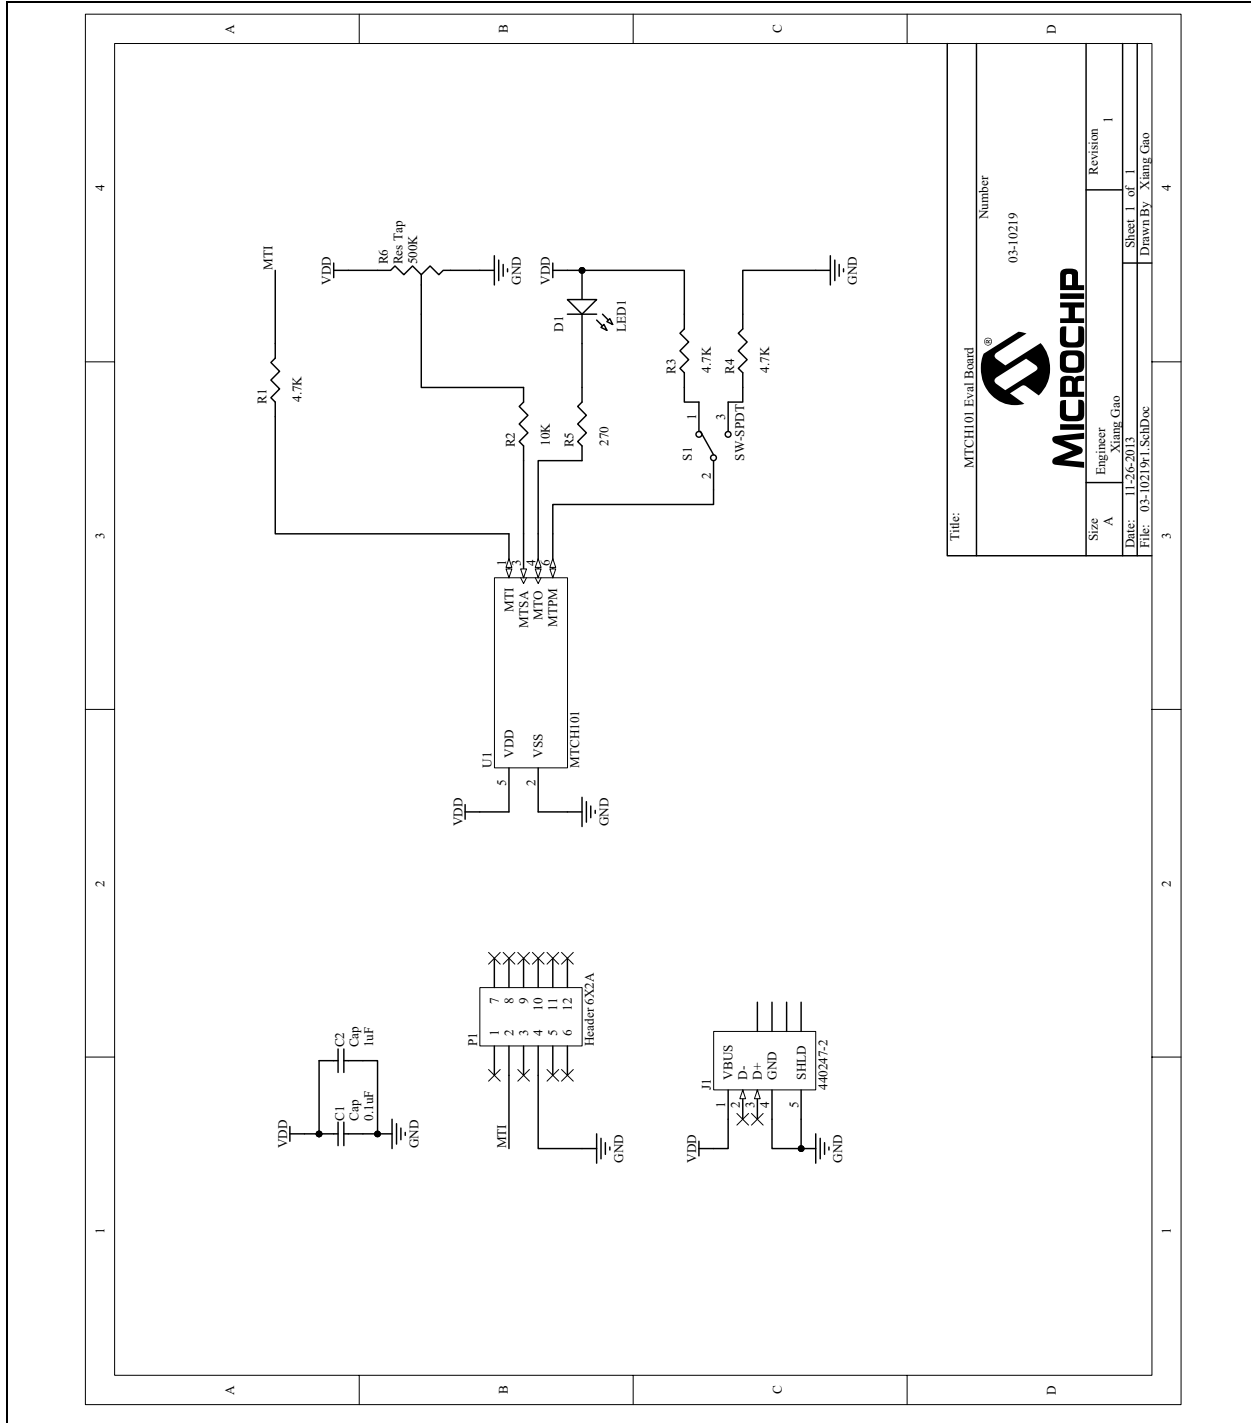 1
2
3
4
A
A
B
B
C
C
D
D
1
2
3
4
VDD
C1
Cap
0.1uF
C2
Cap
1uF
GND
MTI
R1
4.7K
VDD
R6
Res Tap
500K
GND
P1
1 7
2 8
3 9
4 10
5 11
6 12
Header 6X2A
MTI
GND
VDD
U1
5 VDD
2 VSS
MTI 1
MTSA 3
MTO 4
MTPM 6
MTCH101
GND
R2
10K
R5
270
VDD
D1
LED1
S1
1
2
3
SW-SPDT
R3
4.7K
R4
4.7K
GND
VDD
J1
1 VBUS
2 D-
3 D+
4 GND
5 SHLD
440247-2
GND
Title:
MTCH101 Eval Board
Number
03-10219
®
MICROCHIP
Size
A
Engineer
Xiang Gao
Revision
1
Date: 11-26-2013
Sheet 1 of 1
File: 03-10219r1.SchDoc
Drawn By Xiang Gao